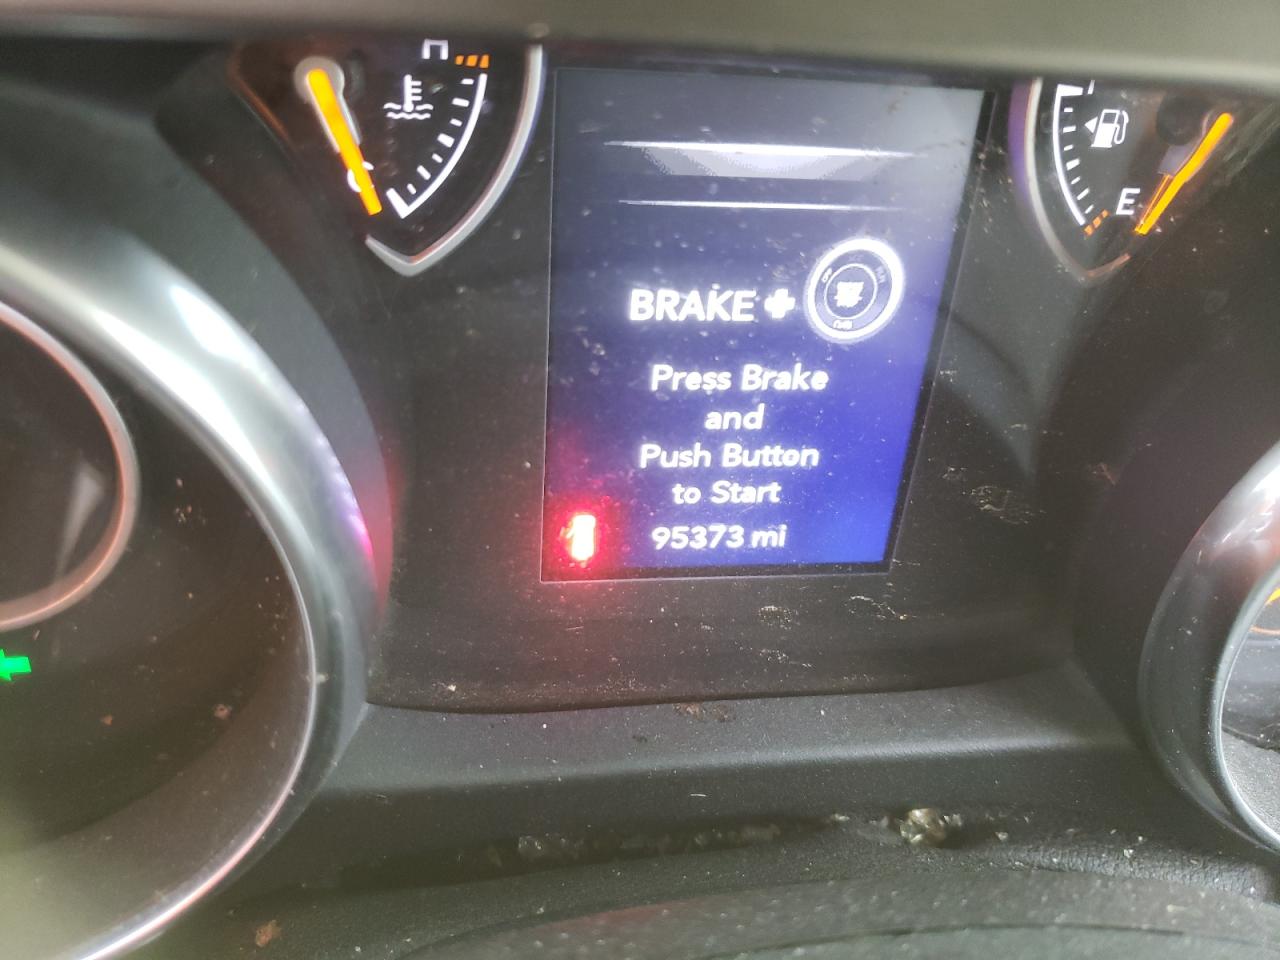 BRAKE +
Press Brake
and
Push Button
to Start
95373 mi
E